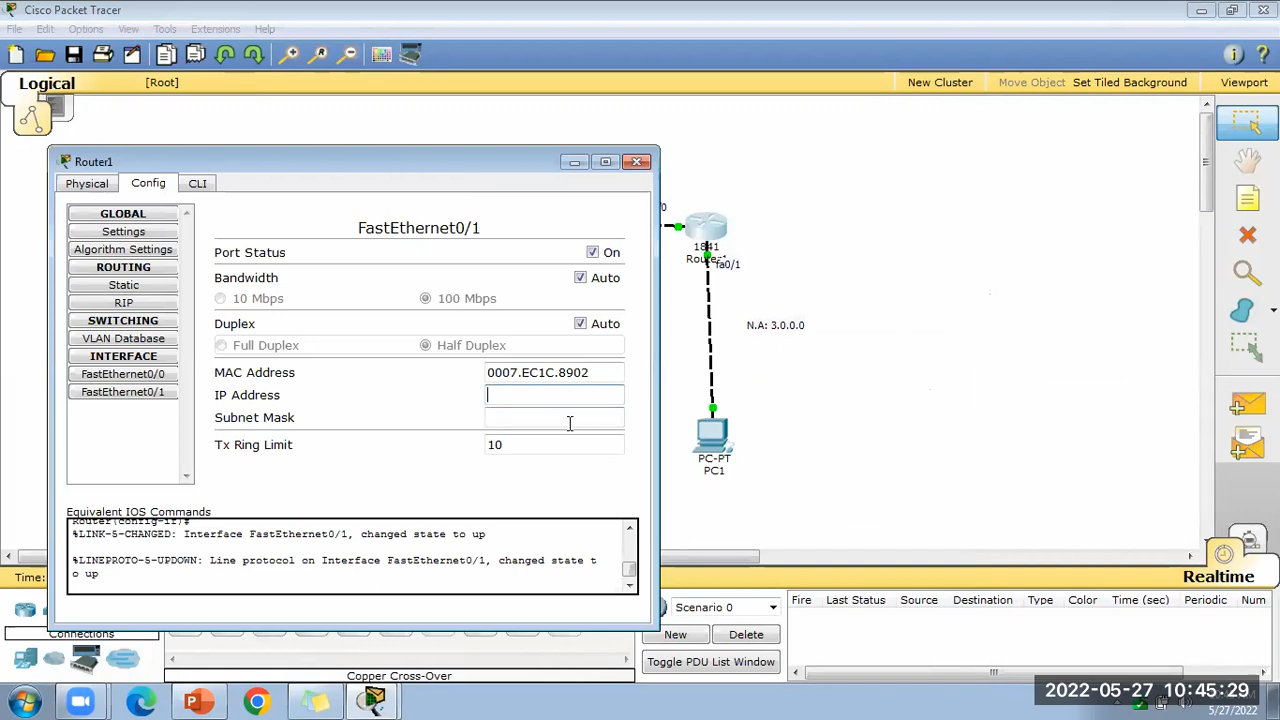 Cisco Packet Tracer
File Edit Options View Tools Extensions Help
Logical
[Root]
New Cluster
Move Object
Set Tiled Background
Viewport
Router1
Physical
Config
CLI
GLOBAL
Settings
Algorithm Settings
ROUTING
Static
RIP
SWITCHING
VLAN Database
INTERFACE
FastEthernet0/0
FastEthernet0/1
FastEthernet0/1
Port Status
On
Bandwidth
Auto
10 Mbps
100 Mbps
Duplex
Auto
Full Duplex
Half Duplex
MAC Address
0007.EC1C.8902
IP Address
Subnet Mask
Tx Ring Limit
10
Equivalent IOS Commands
Router(config-if)#
%LINK-5-CHANGED: Interface FastEthernet0/1, changed state to up
%LINEPROTO-5-UPDOWN: Line protocol on Interface FastEthernet0/1, changed state t
o up
1841
fa0/1
N.A: 3.0.0.0
PC-PT
PC1
Time:
Realtime
Connections
Copper Cross-Over
Scenario 0
New
Delete
Toggle PDU List Window
Fire Last Status Source Destination Type Color Time (sec) Periodic Num
2022-05-27 10:45:29
5/27/2022